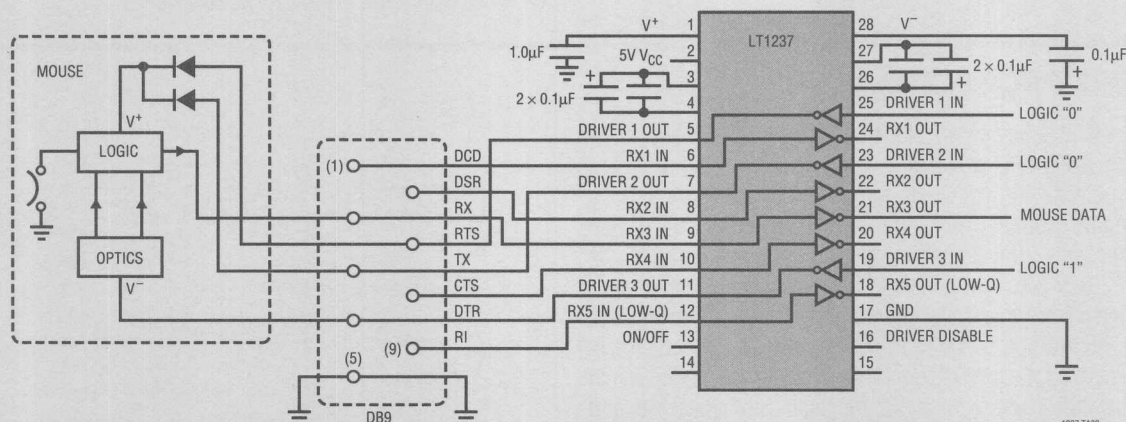 MOUSE
V+
LOGIC
OPTICS
V−
(1)
(9)
(5)
DB9
DCD
DSR
RX
RTS
TX
CTS
DTR
RI
LT1237
1.0µF
V+ 1
2
5V VCC
3
+
2 × 0.1µF
4
DRIVER 1 OUT 5
RX1 IN 6
DRIVER 2 OUT 7
RX2 IN 8
RX3 IN 9
RX4 IN 10
DRIVER 3 OUT 11
RX5 IN (LOW-Q) 12
ON/OFF 13
14
28 V−
27
26
2 × 0.1µF
+
0.1µF
+
25 DRIVER 1 IN LOGIC "0"
24 RX1 OUT
23 DRIVER 2 IN LOGIC "0"
22 RX2 OUT
21 RX3 OUT MOUSE DATA
20 RX4 OUT
19 DRIVER 3 IN LOGIC "1"
18 RX5 OUT (LOW-Q)
17 GND
16 DRIVER DISABLE
15